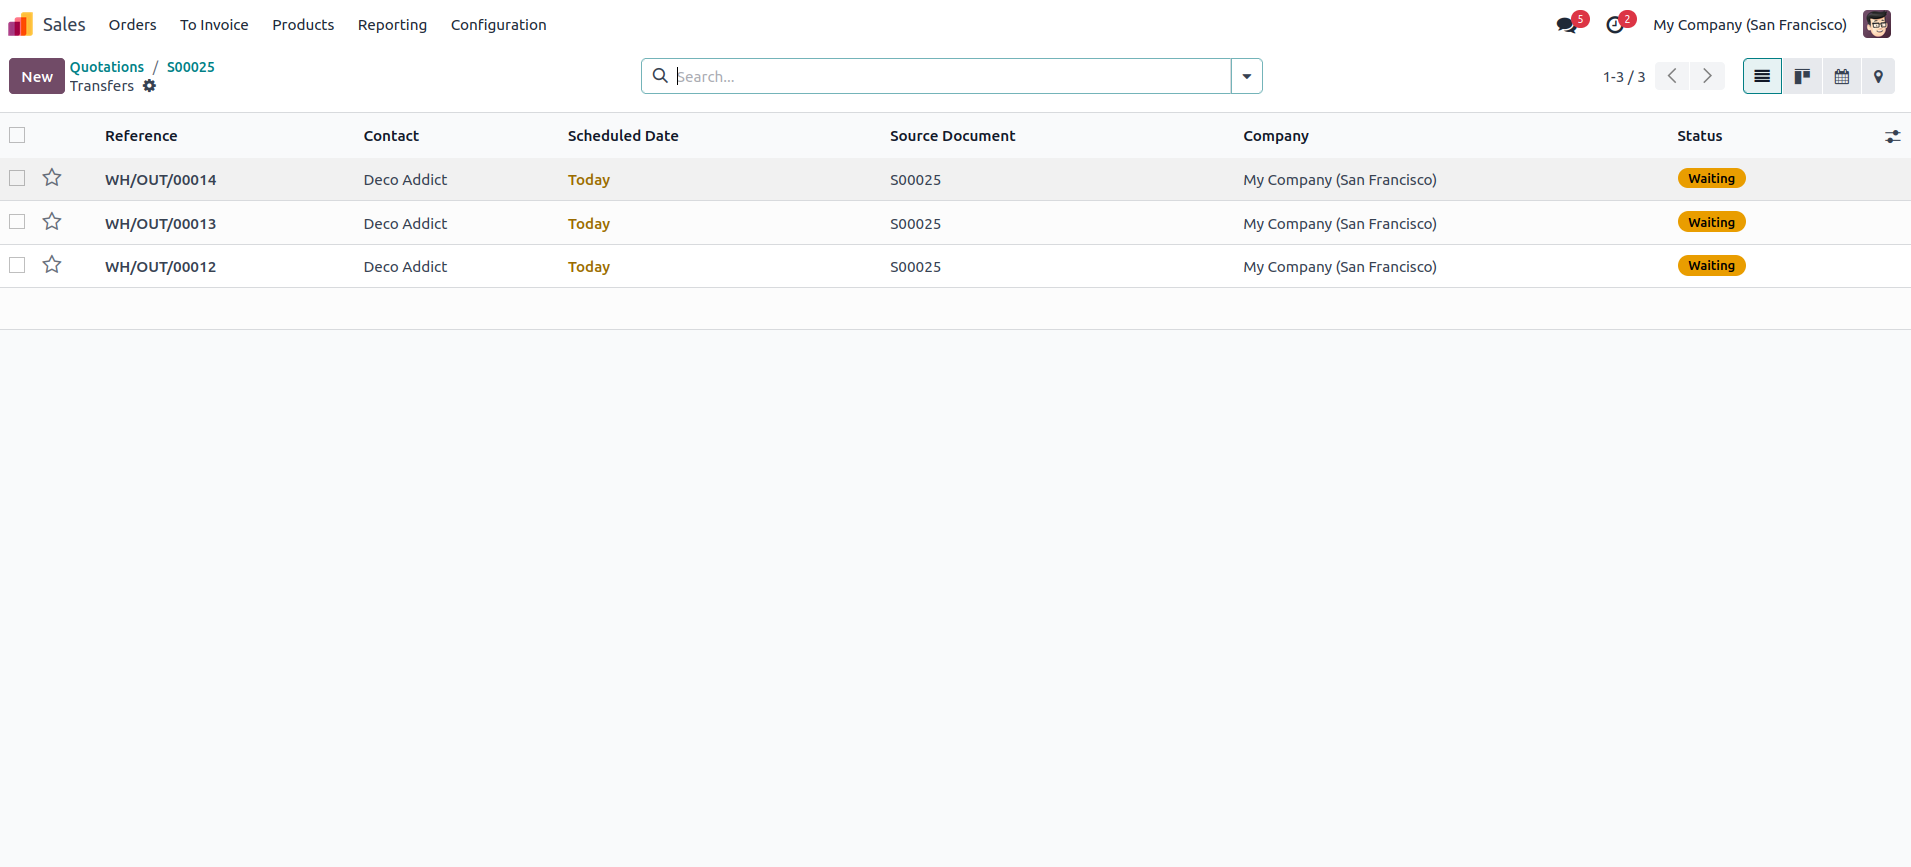 Sales Orders To Invoice Products Reporting Configuration 5 2 My Company (San Francisco)
New Quotations / S00025 Search... 1-3 / 3
Transfers
Reference Contact Scheduled Date Source Document Company Status
WH/OUT/00014 Deco Addict Today S00025 My Company (San Francisco) Waiting
WH/OUT/00013 Deco Addict Today S00025 My Company (San Francisco) Waiting
WH/OUT/00012 Deco Addict Today S00025 My Company (San Francisco) Waiting